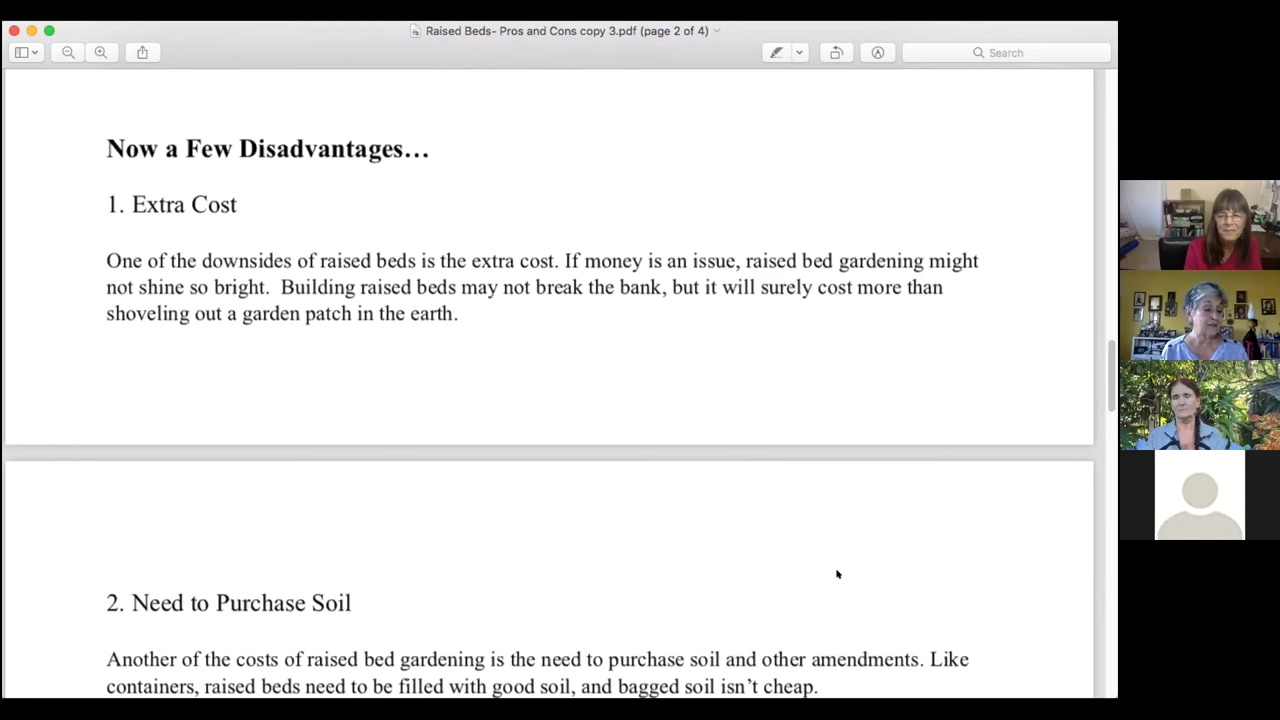 Raised Beds- Pros and Cons copy 3.pdf (page 2 of 4)
Search
Now a Few Disadvantages…
1. Extra Cost
One of the downsides of raised beds is the extra cost. If money is an issue, raised bed gardening might
not shine so bright.  Building raised beds may not break the bank, but it will surely cost more than
shoveling out a garden patch in the earth.
2. Need to Purchase Soil
Another of the costs of raised bed gardening is the need to purchase soil and other amendments. Like
containers, raised beds need to be filled with good soil, and bagged soil isn’t cheap.